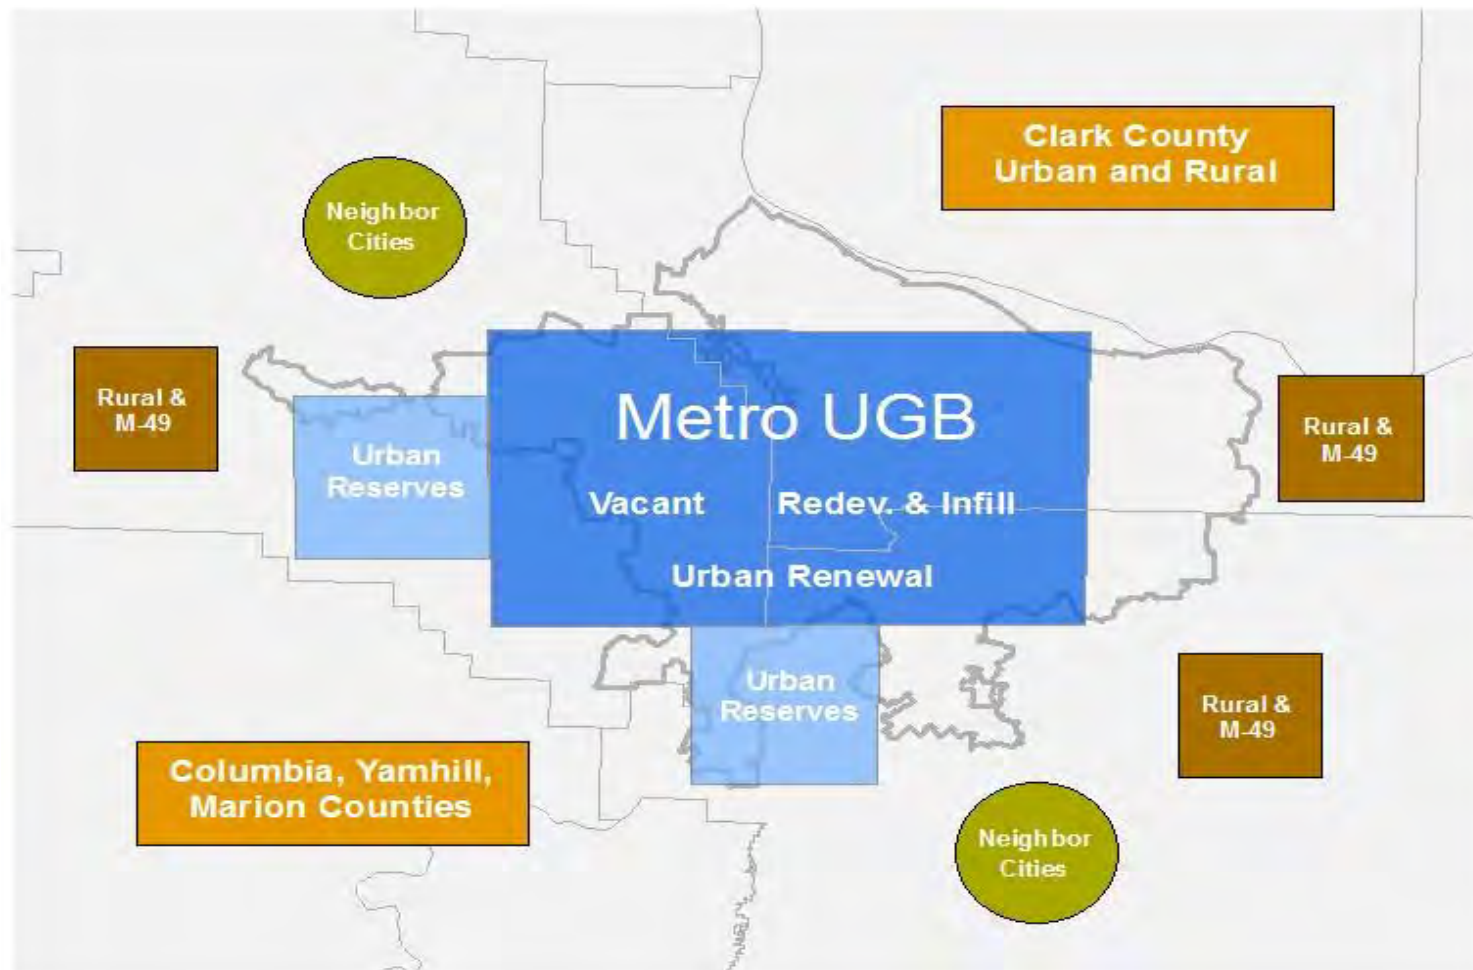 Clark County
Urban and Rural
Neighbor
Cities
Rural &
M-49
Urban
Reserves
Metro UGB
Vacant
Redev. & Infill
Urban Renewal
Rural &
M-49
Urban
Reserves
Rural &
M-49
Columbia, Yamhill,
Marion Counties
Neighbor
Cities